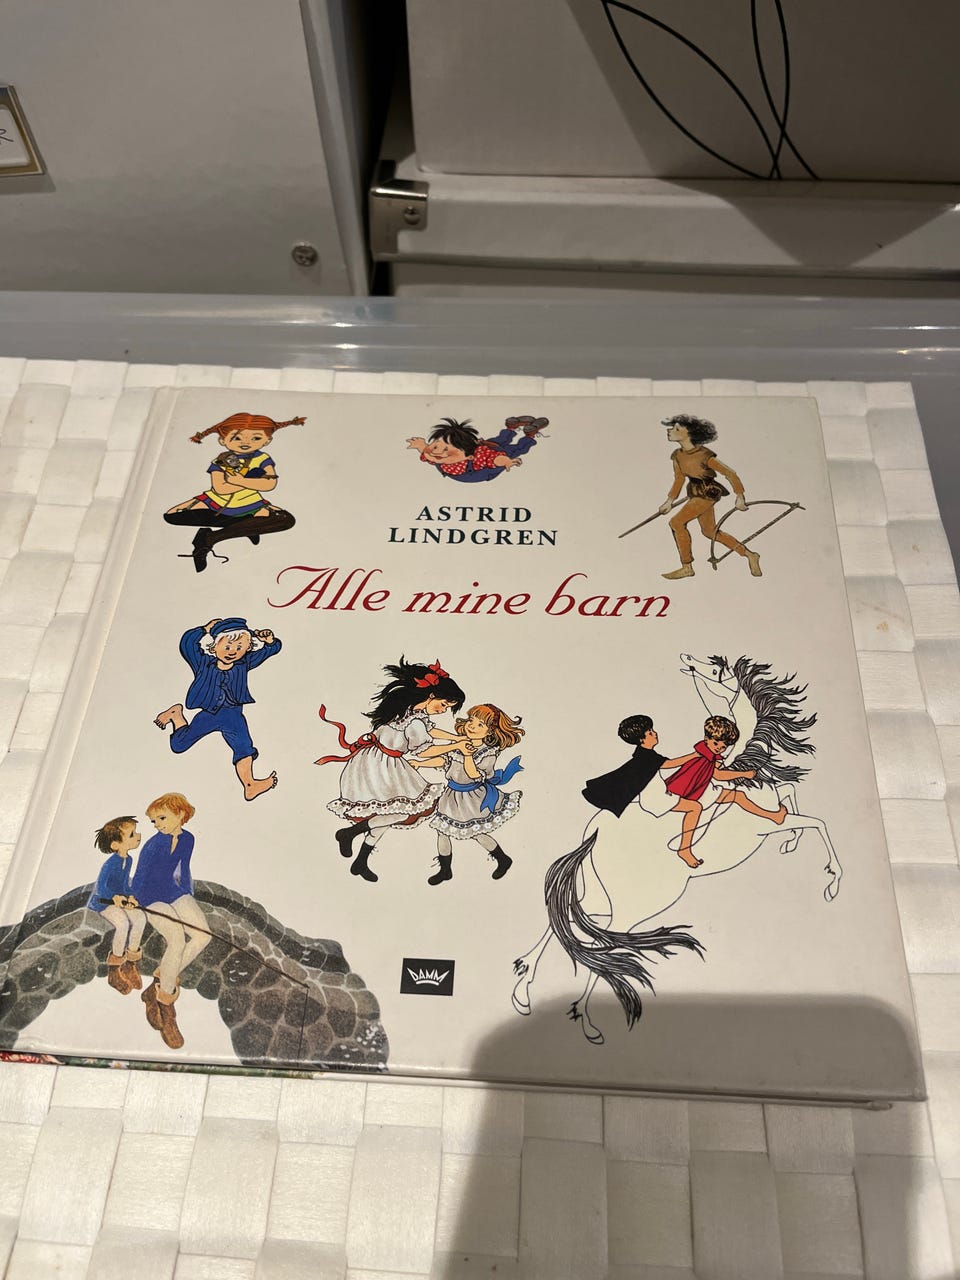 ASTRID
LINDGREN
Alle mine barn
DAMM